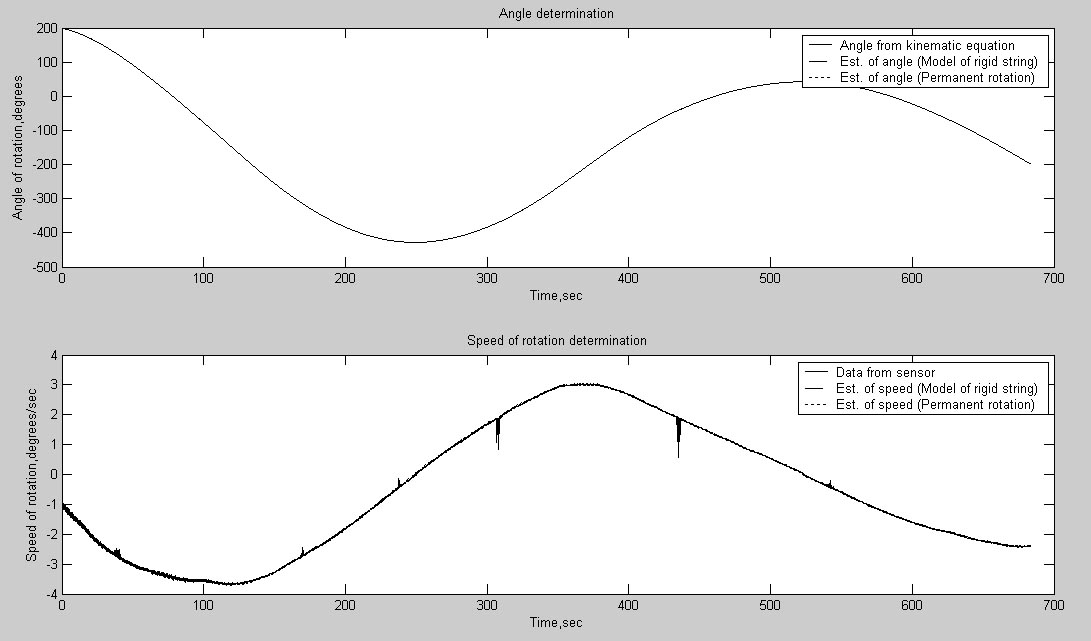 Angle determination
200
100
0
-100
-200
-300
-400
-500
Angle of rotation,degrees
Angle from kinematic equation
Est. of angle (Model of rigid string)
Est. of angle (Permanent rotation)
0 100 200 300 400 500 600 700
Time,sec
Speed of rotation determination
4
3
2
1
0
-1
-2
-3
-4
Speed of rotation,degrees/sec
Data from sensor
Est. of speed (Model of rigid string)
Est. of speed (Permanent rotation)
0 100 200 300 400 500 600 700
Time,sec